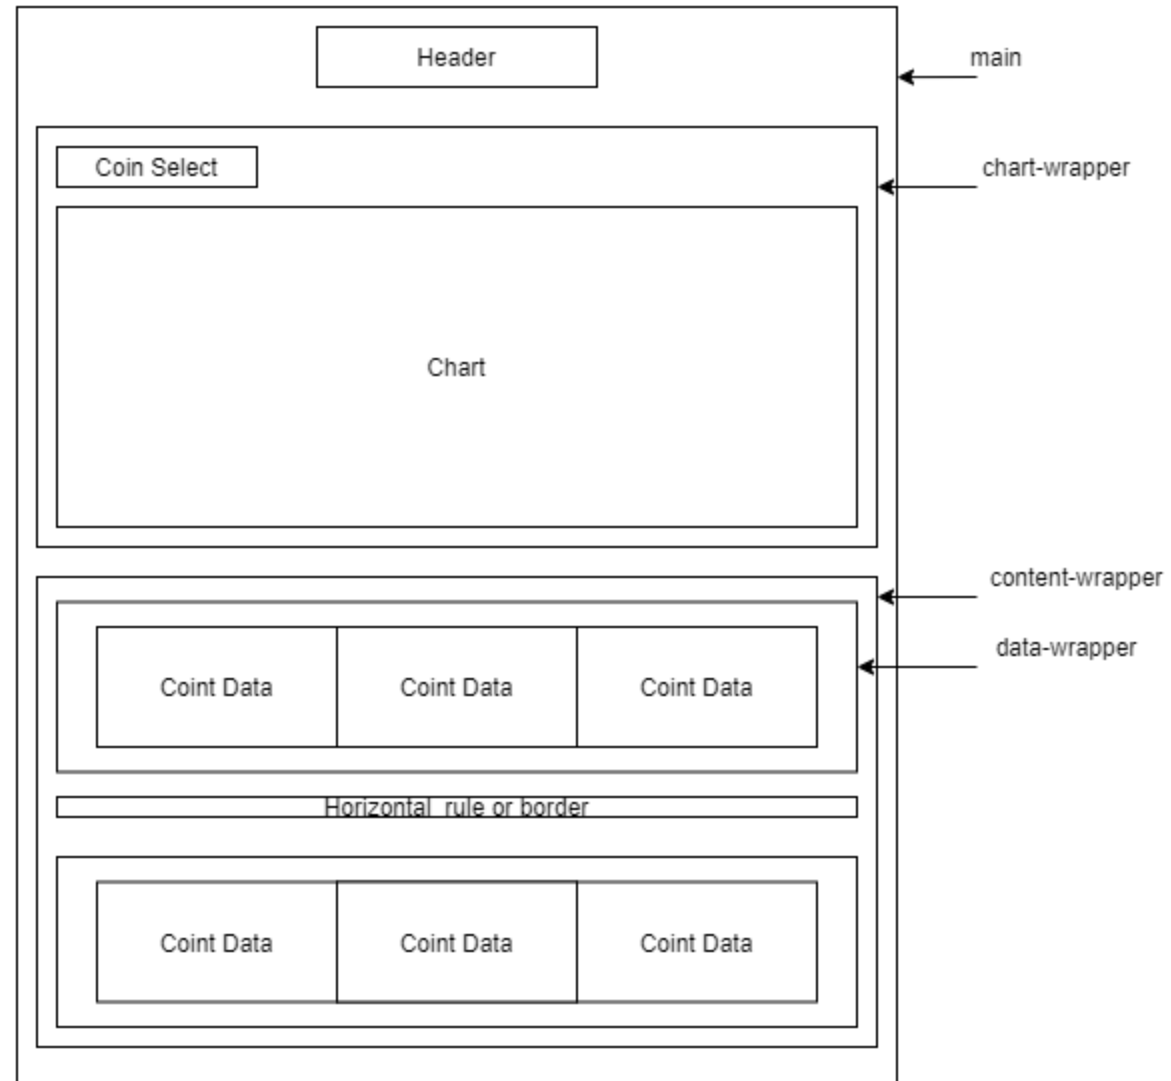 Header
main
Coin Select
chart-wrapper
Chart
content-wrapper
data-wrapper
Coint Data
Coint Data
Coint Data
Horizontal rule or border
Coint Data
Coint Data
Coint Data